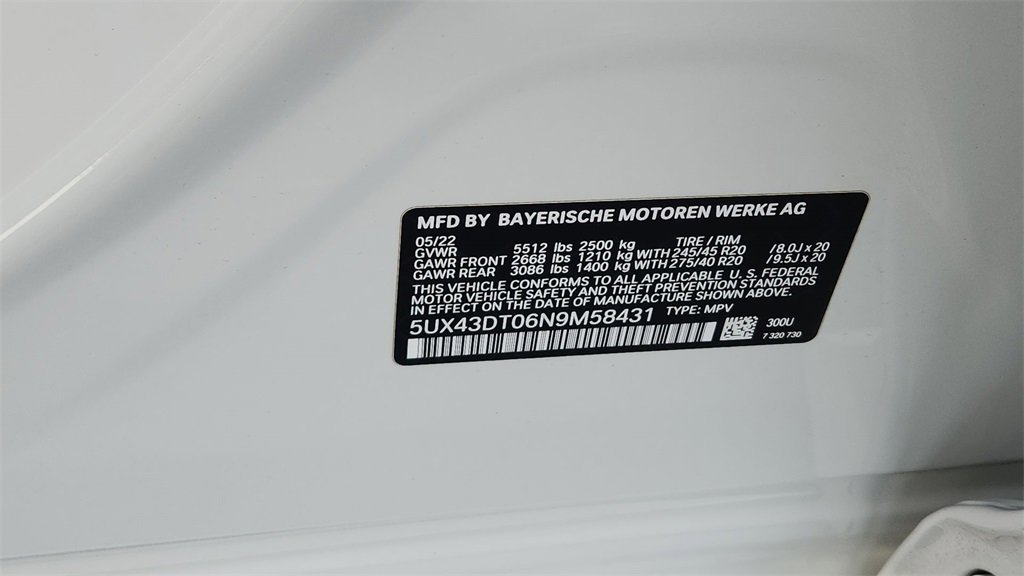 MFD BY BAYERISCHE MOTOREN WERKE AG
05/22
GVWR 5512 lbs 2500 kg TIRE / RIM
GAWR FRONT 2668 lbs 1210 kg WITH 245/45 R20 /8.0J x 20
GAWR REAR 3086 lbs 1400 kg WITH 275/40 R20 /9.5J x 20
THIS VEHICLE CONFORMS TO ALL APPLICABLE U. S. FEDERAL
MOTOR VEHICLE SAFETY AND THEFT PREVENTION STANDARDS
IN EFFECT ON THE DATE OF MANUFACTURE SHOWN ABOVE.
5UX43DT06N9M58431 TYPE: MPV
300U
7 320 730